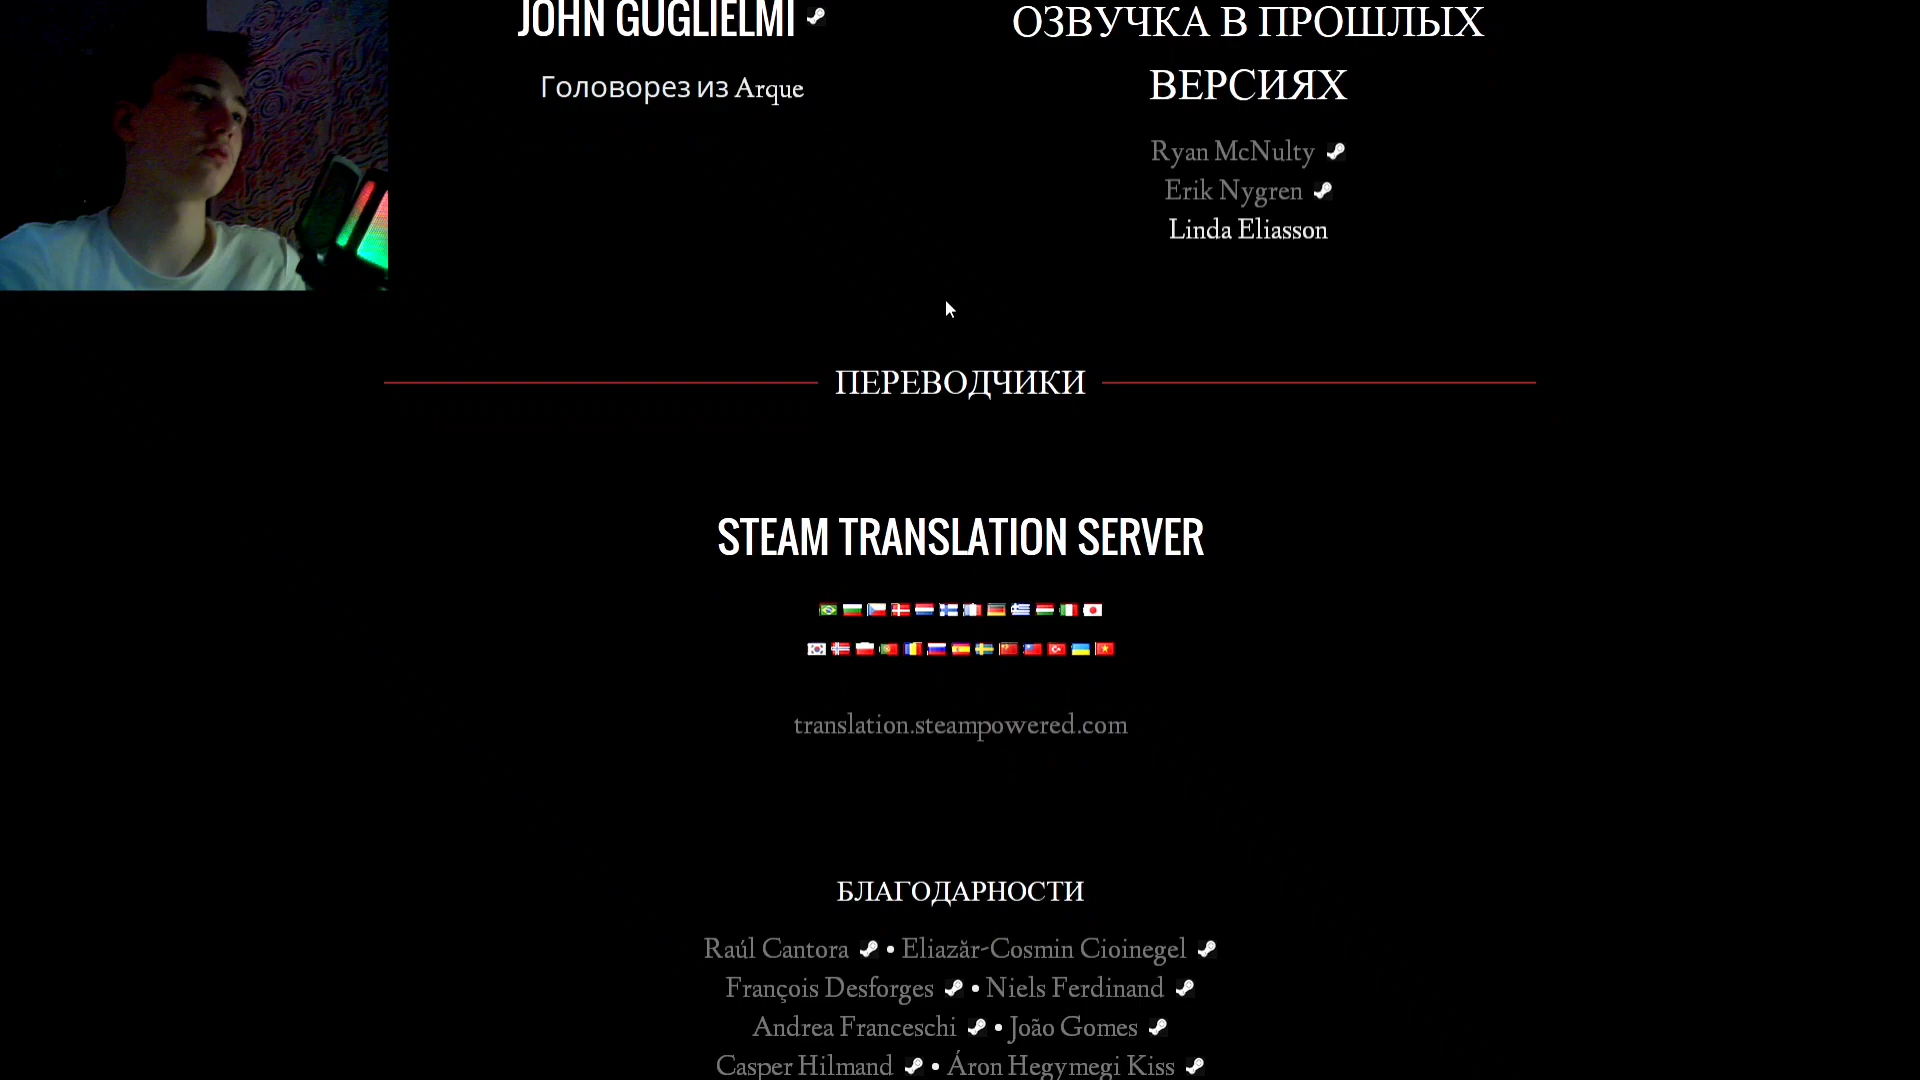 JOHN GUGLIELMI
Головорез из Arque
ОЗВУЧКА В ПРОШЛЫХ
ВЕРСИЯХ
Ryan McNulty
Erik Nygren
Linda Eliasson
ПЕРЕВОДЧИКИ
STEAM TRANSLATION SERVER
translation.steampowered.com
БЛАГОДАРНОСТИ
Raúl Cantora • Eliazăr-Cosmin Cioinegel
François Desforges • Niels Ferdinand
Andrea Franceschi • João Gomes
Casper Hilmand • Áron Hegymegi Kiss